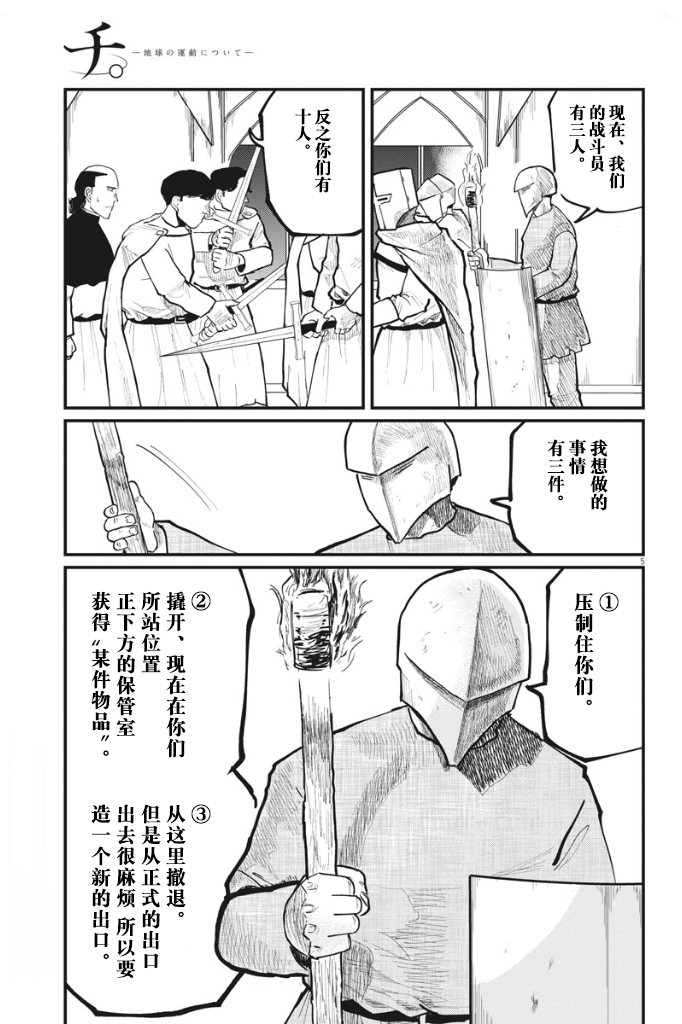 チ。
―地球の運動について―
现在、我们
的战斗员
有三人。
反之你们有
十人。
我想做的
事情
有三件。
5
①
压制住你们。
②
撬开、现在在你们
所站位置
正下方的保管室
获得“某件物品”。
③
从这里撤退。
但是从正式的出口
出去很麻烦 所以要
造一个新的出口。